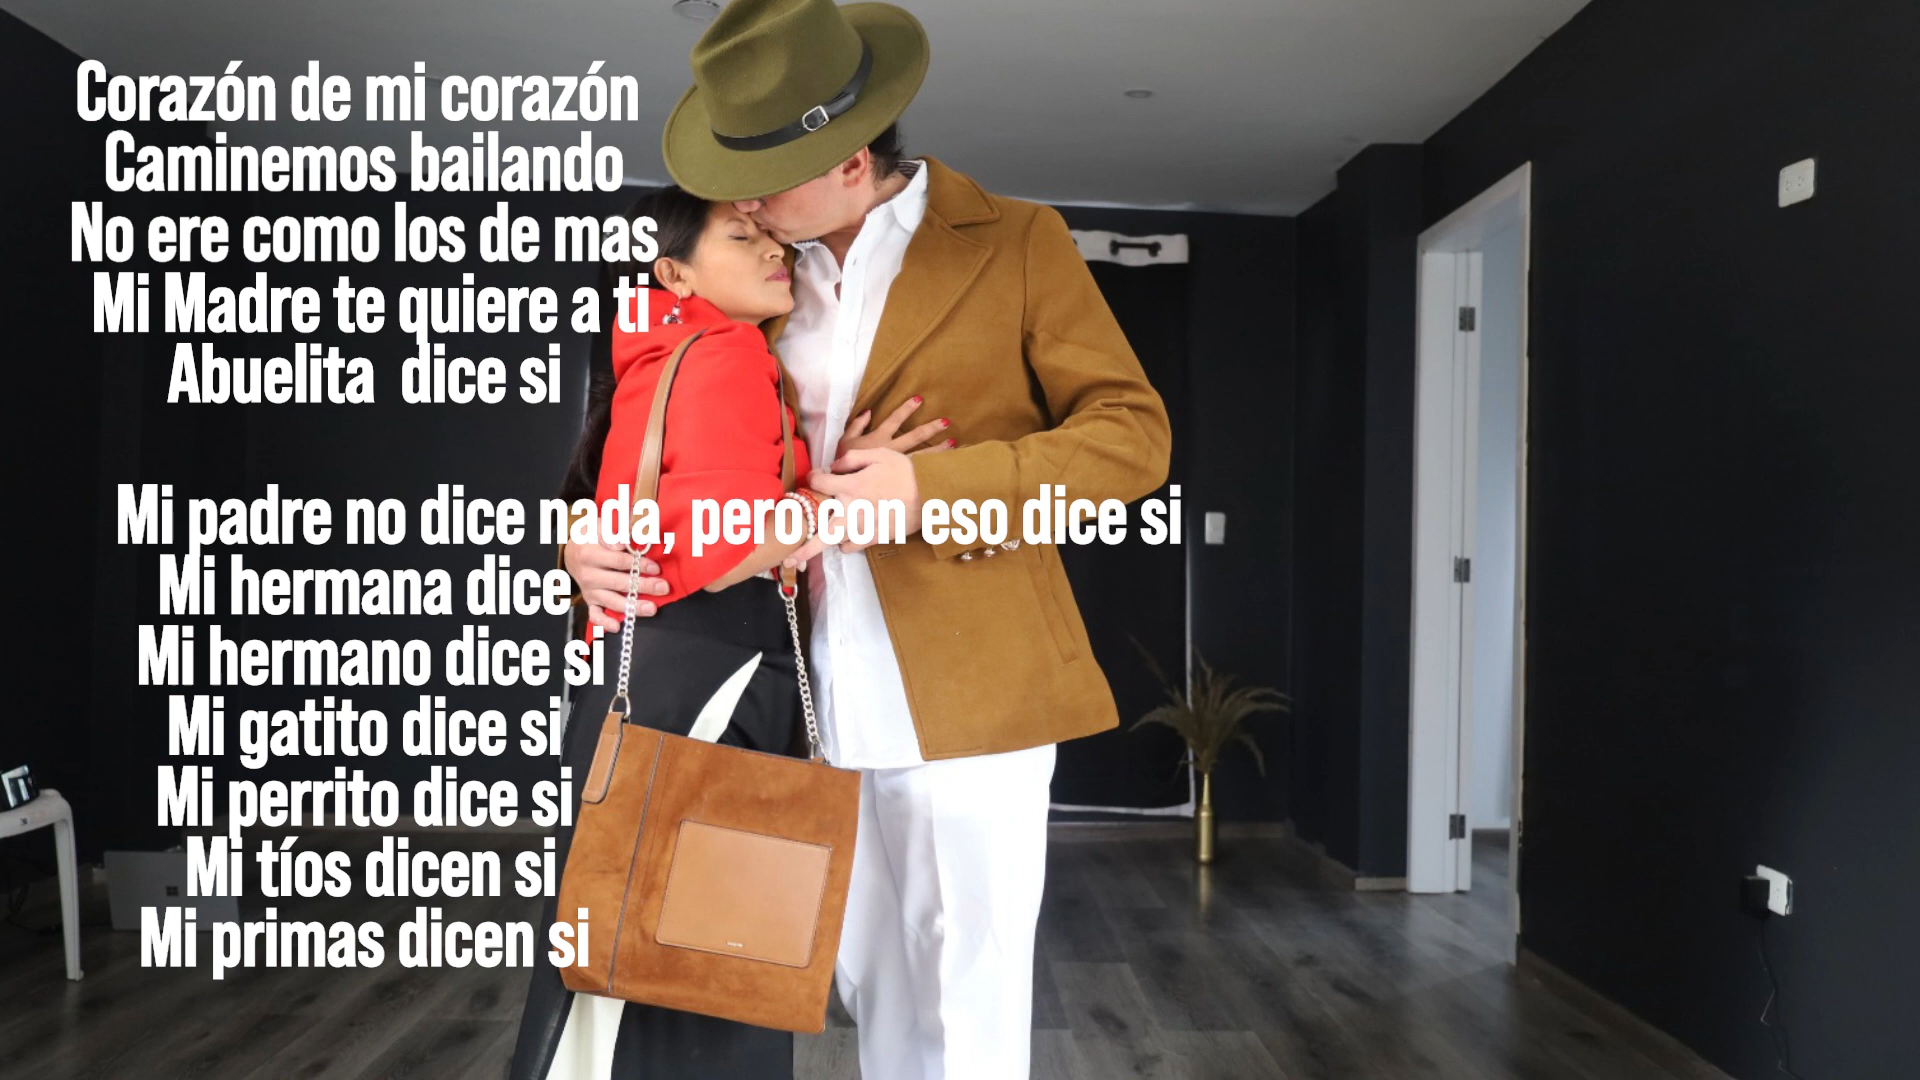 Corazón de mi corazón
Caminemos bailando
No ere como los de mas
Mi Madre te quiere a ti
Abuelita dice si
Mi padre no dice nada, pero con eso dice si
Mi hermana dice
Mi hermano dice si
Mi gatito dice si
Mi perrito dice si
Mi tíos dicen si
Mi primas dicen si